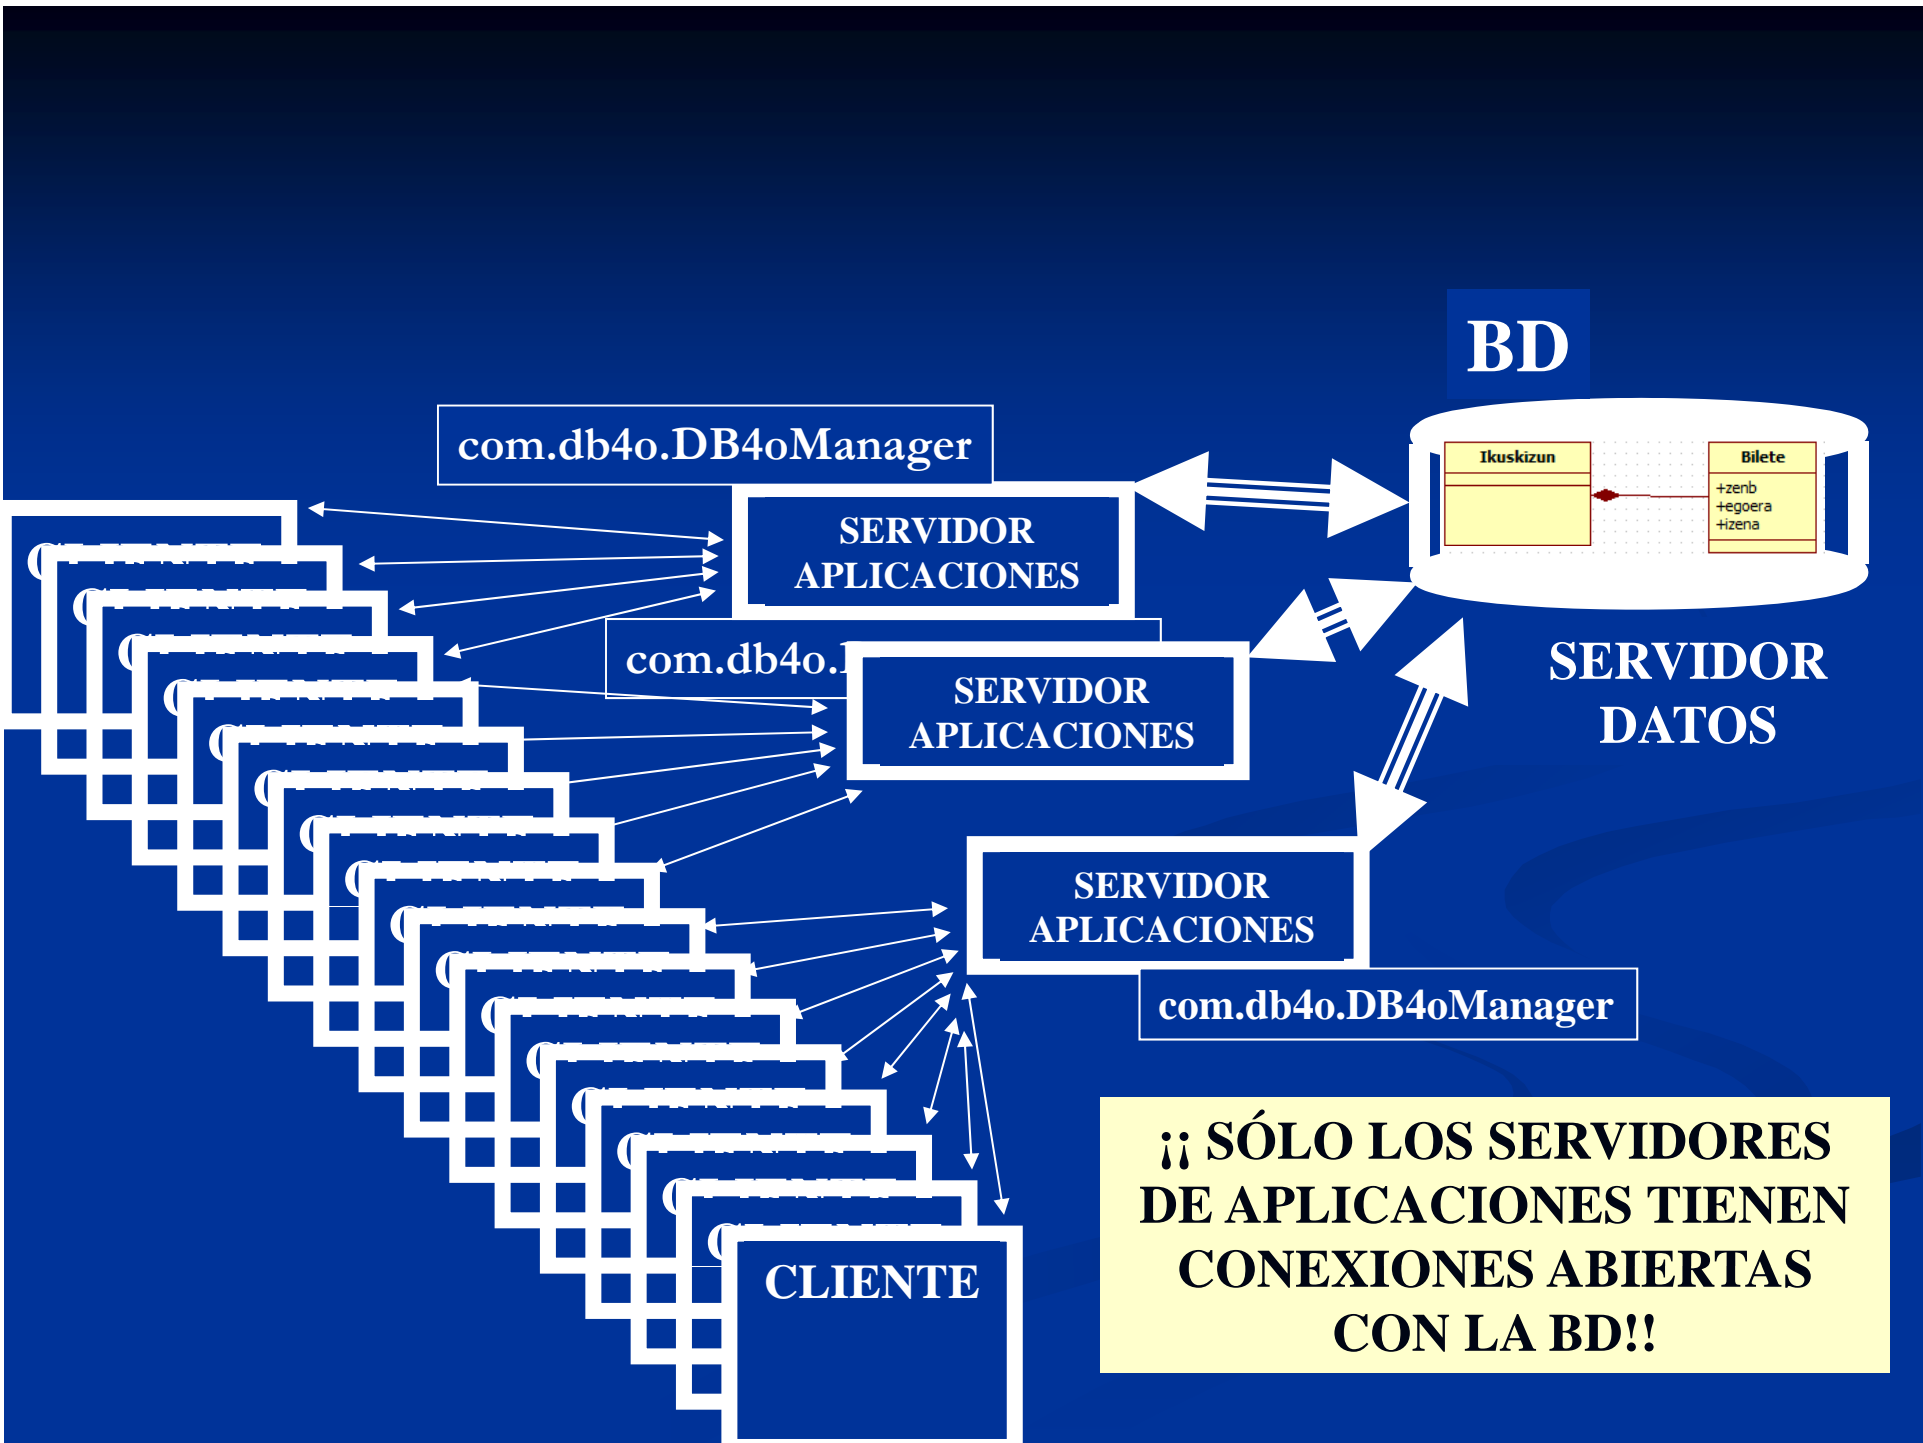 BD
com.db4o.DB4oManager
Ikuskizun
Bilete
+zenb
+egoera
+izena
SERVIDOR
APLICACIONES
com.db4o.
SERVIDOR
APLICACIONES
SERVIDOR
DATOS
SERVIDOR
APLICACIONES
com.db4o.DB4oManager
CLIENTE
¡¡ SÓLO LOS SERVIDORES
DE APLICACIONES TIENEN
CONEXIONES ABIERTAS
CON LA BD!!